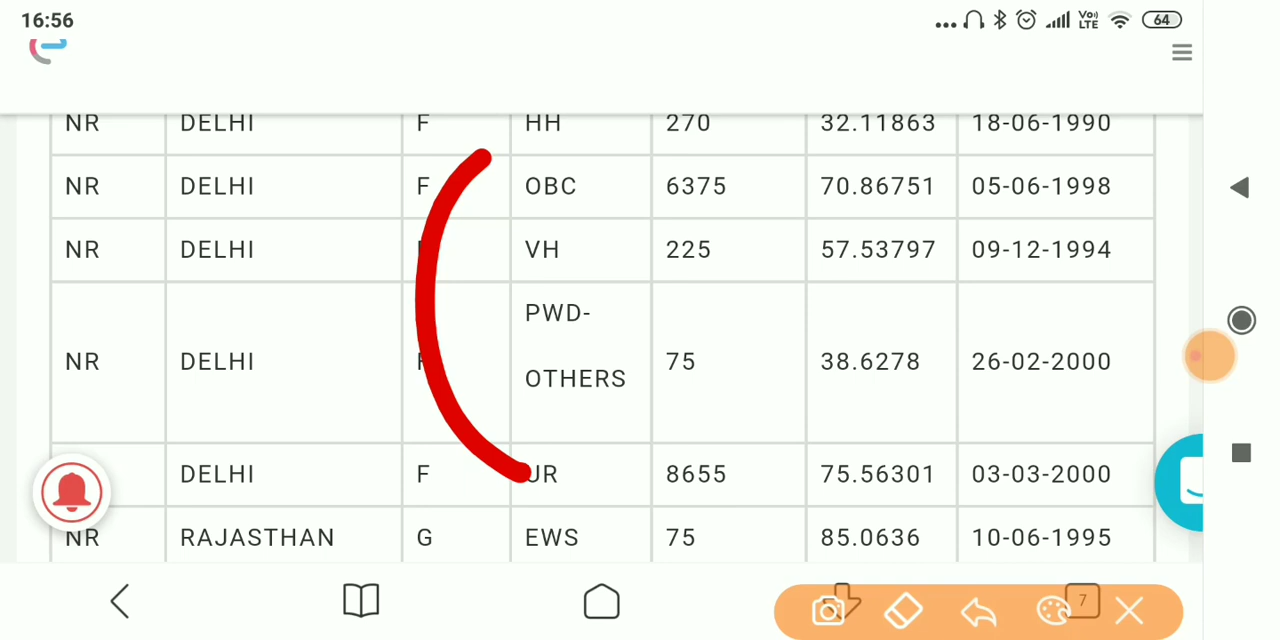 16:56 VoLTE 64
NR DELHI F HH 270 32.11863 18-06-1990
NR DELHI F OBC 6375 70.86751 05-06-1998
NR DELHI VH 225 57.53797 09-12-1994
NR DELHI PWD- 75 38.6278 26-02-2000
OTHERS
DELHI F UR 8655 75.56301 03-03-2000
NR RAJASTHAN G EWS 75 85.0636 10-06-1995
7